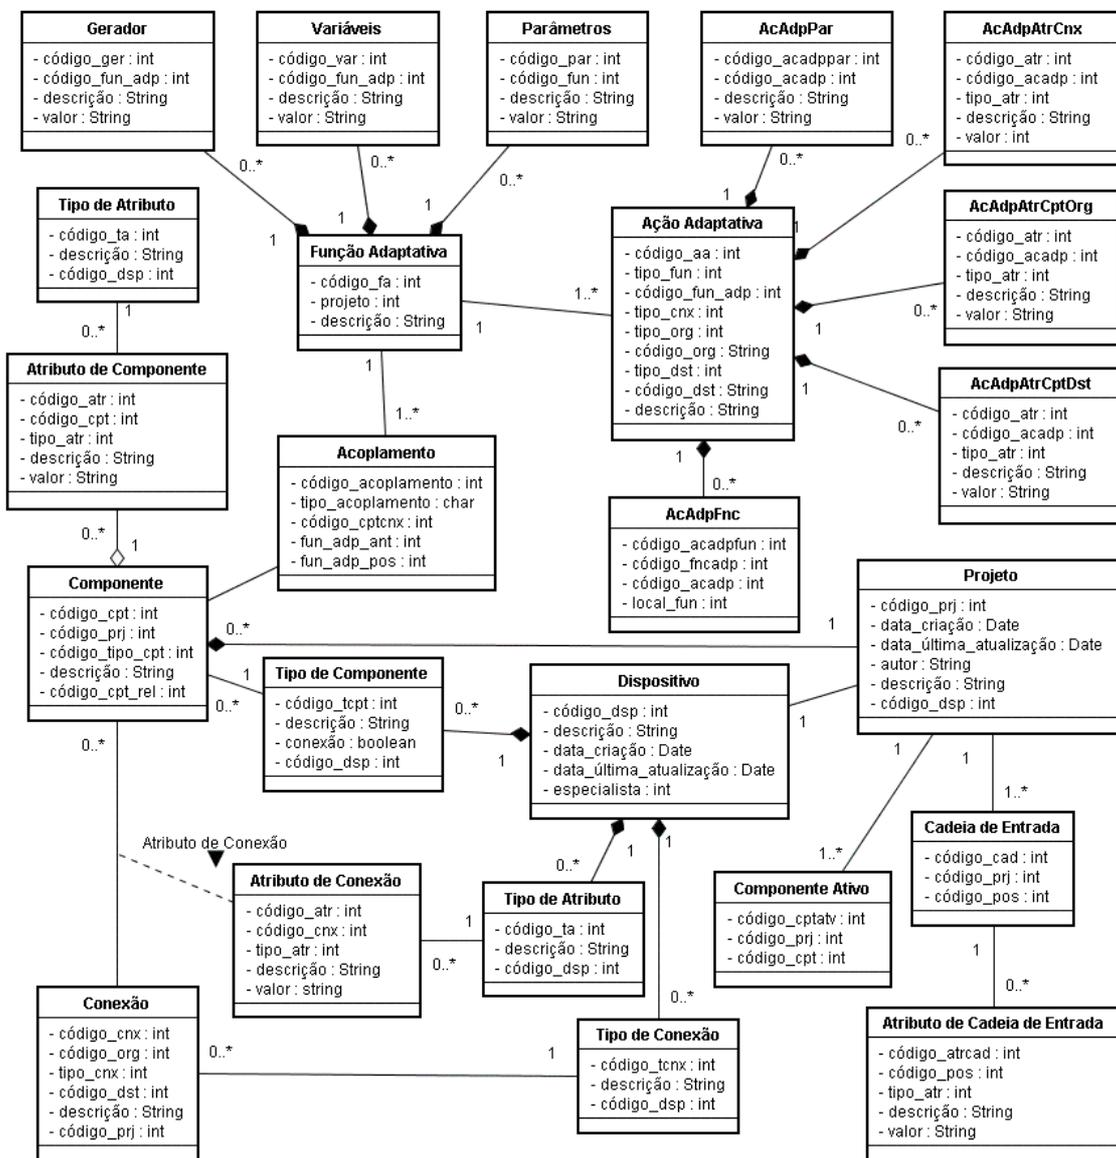 Gerador
- código_ger : int
- código_fun_adp : int
- descrição : String
- valor : String
Variáveis
- código_var : int
- código_fun_adp : int
- descrição : String
- valor : String
Parâmetros
- código_par : int
- código_fun : int
- descrição : String
- valor : String
AcAdpPar
- código_acadppar : int
- código_acadp : int
- descrição : String
- valor : String
AcAdpAtrCnx
- código_atr : int
- código_acadp : int
- tipo_atr : int
- descrição : String
- valor : int
0..*
0..*
0..*
0..*
0..*
1
1
1
1
1
Tipo de Atributo
- código_ta : int
- descrição : String
- código_dsp : int
1
0..*
Função Adaptativa
- código_fa : int
- projeto : int
- descrição : String
1
1..*
1
1..*
Ação Adaptativa
- código_aa : int
- tipo_fun : int
- código_fun_adp : int
- tipo_cnx : int
- tipo_org : int
- código_org : String
- tipo_dst : int
- código_dst : String
- descrição : String
AcAdpAtrCptOrg
- código_atr : int
- código_acadp : int
- tipo_atr : int
- descrição : String
- valor : String
0..*
1
AcAdpAtrCptDst
- código_atr : int
- código_acadp : int
- tipo_atr : int
- descrição : String
- valor : String
1
0..*
Atributo de Componente
- código_atr : int
- código_cpt : int
- tipo_atr : int
- descrição : String
- valor : String
0..*
1
Acoplamento
- código_acoplamento : int
- tipo_acoplamento : char
- código_cptcnx : int
- fun_adp_ant : int
- fun_adp_pos : int
1
0..*
AcAdpFnc
- código_acadpfun : int
- código_fncadp : int
- código_acadp : int
- local_fun : int
Componente
- código_cpt : int
- código_prj : int
- código_tipo_cpt : int
- descrição : String
- código_cpt_rel : int
0..*
1
1
0..*
0..*
Projeto
- código_prj : int
- data_criação : Date
- data_última_atualização : Date
- autor : String
- descrição : String
- código_dsp : int
1
Tipo de Componente
- código_tcpt : int
- descrição : String
- conexão : boolean
- código_dsp : int
0..*
1
Dispositivo
- código_dsp : int
- descrição : String
- data_criação : Date
- data_última_atualização : Date
- especialista : int
1
1
1..*
1..*
0..*
1
1
Cadeia de Entrada
- código_cad : int
- código_prj : int
- código_pos : int
Componente Ativo
- código_cptatv : int
- código_prj : int
- código_cpt : int
Atributo de Conexão
Atributo de Conexão
- código_atr : int
- código_cnx : int
- tipo_atr : int
- descrição : String
- valor : string
1
0..*
Tipo de Atributo
- código_ta : int
- descrição : String
- código_dsp : int
1
0..*
0..*
Conexão
- código_cnx : int
- código_org : int
- tipo_cnx : int
- código_dst : int
- descrição : String
- código_prj : int
0..*
1
Tipo de Conexão
- código_tcnx : int
- descrição : String
- código_dsp : int
Atributo de Cadeia de Entrada
- código_atrcad : int
- código_pos : int
- tipo_atr : int
- descrição : String
- valor : String